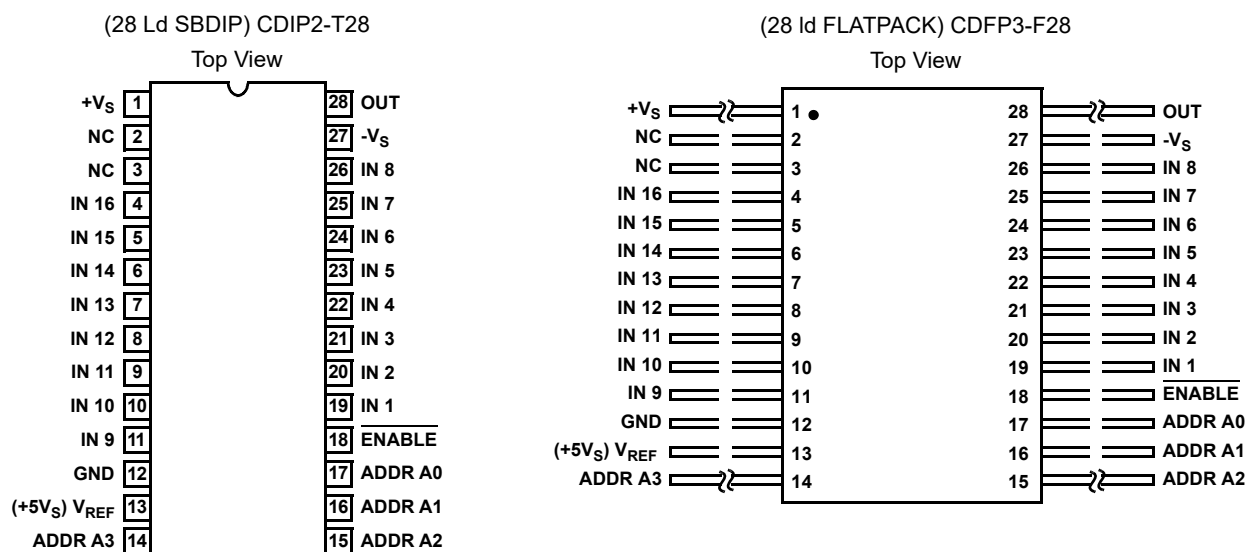 (28 Ld SBDIP) CDIP2-T28
Top View
+VS 1 28 OUT
NC 2 27 -VS
NC 3 26 IN 8
IN 16 4 25 IN 7
IN 15 5 24 IN 6
IN 14 6 23 IN 5
IN 13 7 22 IN 4
IN 12 8 21 IN 3
IN 11 9 20 IN 2
IN 10 10 19 IN 1
IN 9 11 18 ENABLE
GND 12 17 ADDR A0
(+5VS) VREF 13 16 ADDR A1
ADDR A3 14 15 ADDR A2
(28 ld FLATPACK) CDFP3-F28
Top View
+VS 1 28 OUT
NC 2 27 -VS
NC 3 26 IN 8
IN 16 4 25 IN 7
IN 15 5 24 IN 6
IN 14 6 23 IN 5
IN 13 7 22 IN 4
IN 12 8 21 IN 3
IN 11 9 20 IN 2
IN 10 10 19 IN 1
IN 9 11 18 ENABLE
GND 12 17 ADDR A0
(+5VS) VREF 13 16 ADDR A1
ADDR A3 14 15 ADDR A2